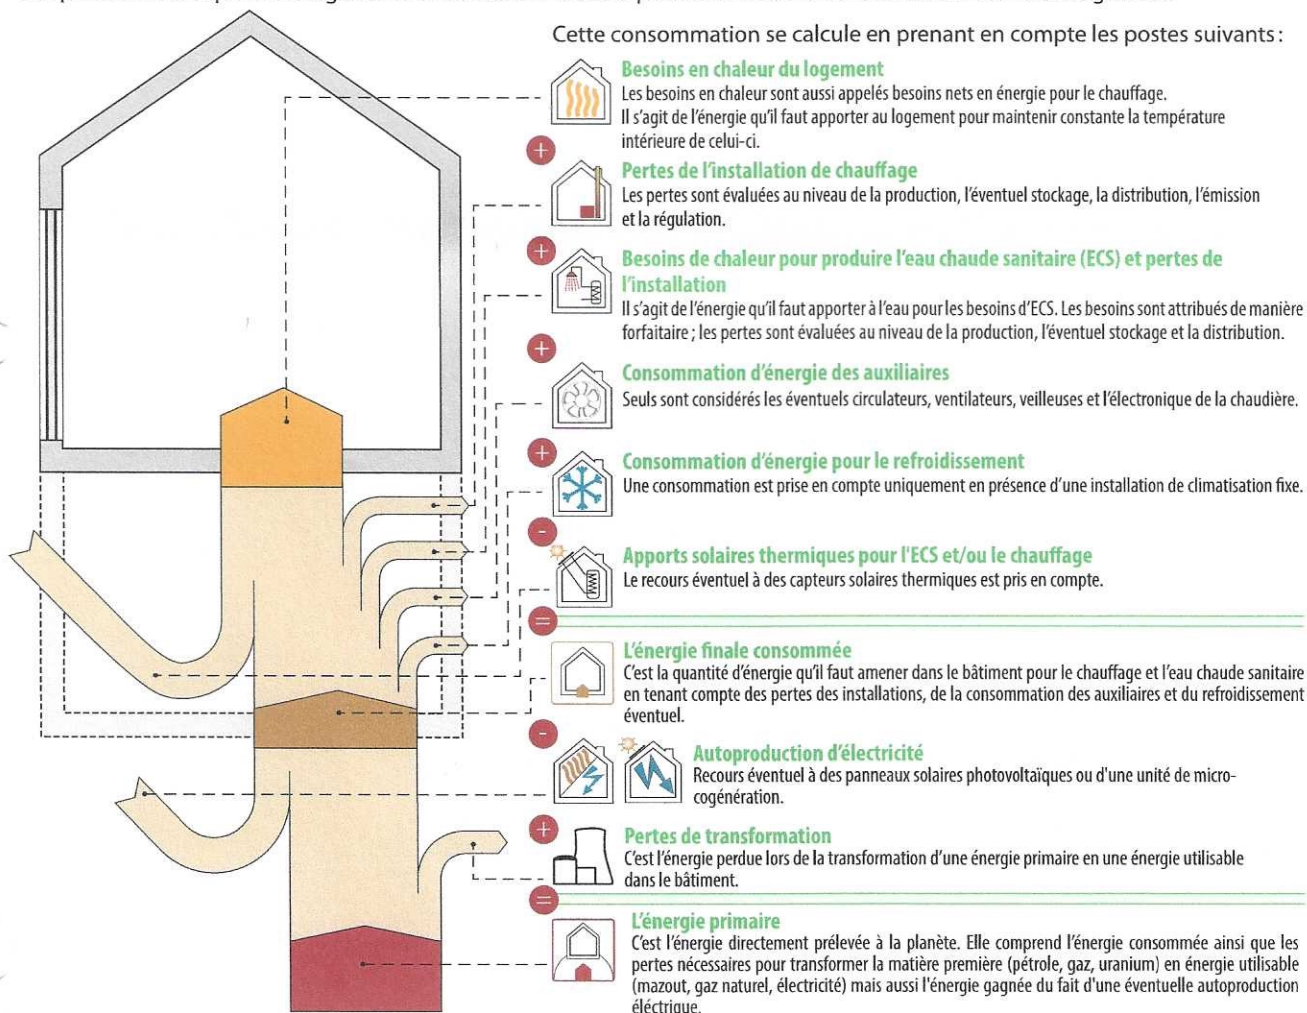 Cette consommation se calcule en prenant en compte les postes suivants :
Besoins en chaleur du logement
Les besoins en chaleur sont aussi appelés besoins nets en énergie pour le chauffage.
Il s'agit de l'énergie qu'il faut apporter au logement pour maintenir constante la température
intérieure de celui-ci.
+
Pertes de l'installation de chauffage
Les pertes sont évaluées au niveau de la production, l'éventuel stockage, la distribution, l'émission
et la régulation.
+
Besoins de chaleur pour produire l'eau chaude sanitaire (ECS) et pertes de
l'installation
Il s'agit de l'énergie qu'il faut apporter à l'eau pour les besoins d'ECS. Les besoins sont attribués de manière
forfaitaire ; les pertes sont évaluées au niveau de la production, l'éventuel stockage et la distribution.
+
Consommation d'énergie des auxiliaires
Seuls sont considérés les éventuels circulateurs, ventilateurs, veilleuses et l'électronique de la chaudière.
+
Consommation d'énergie pour le refroidissement
Une consommation est prise en compte uniquement en présence d'une installation de climatisation fixe.
-
Apports solaires thermiques pour l'ECS et/ou le chauffage
Le recours éventuel à des capteurs solaires thermiques est pris en compte.
=
L'énergie finale consommée
C'est la quantité d'énergie qu'il faut amener dans le bâtiment pour le chauffage et l'eau chaude sanitaire
en tenant compte des pertes des installations, de la consommation des auxiliaires et du refroidissement
éventuel.
-
Autoproduction d'électricité
Recours éventuel à des panneaux solaires photovoltaïques ou d'une unité de micro-
cogénération.
+
Pertes de transformation
C'est l'énergie perdue lors de la transformation d'une énergie primaire en une énergie utilisable
dans le bâtiment.
=
L'énergie primaire
C'est l'énergie directement prélevée à la planète. Elle comprend l'énergie consommée ainsi que les
pertes nécessaires pour transformer la matière première (pétrole, gaz, uranium) en énergie utilisable
(mazout, gaz naturel, électricité) mais aussi l'énergie gagnée du fait d'une éventuelle autoproduction
éléctrique.